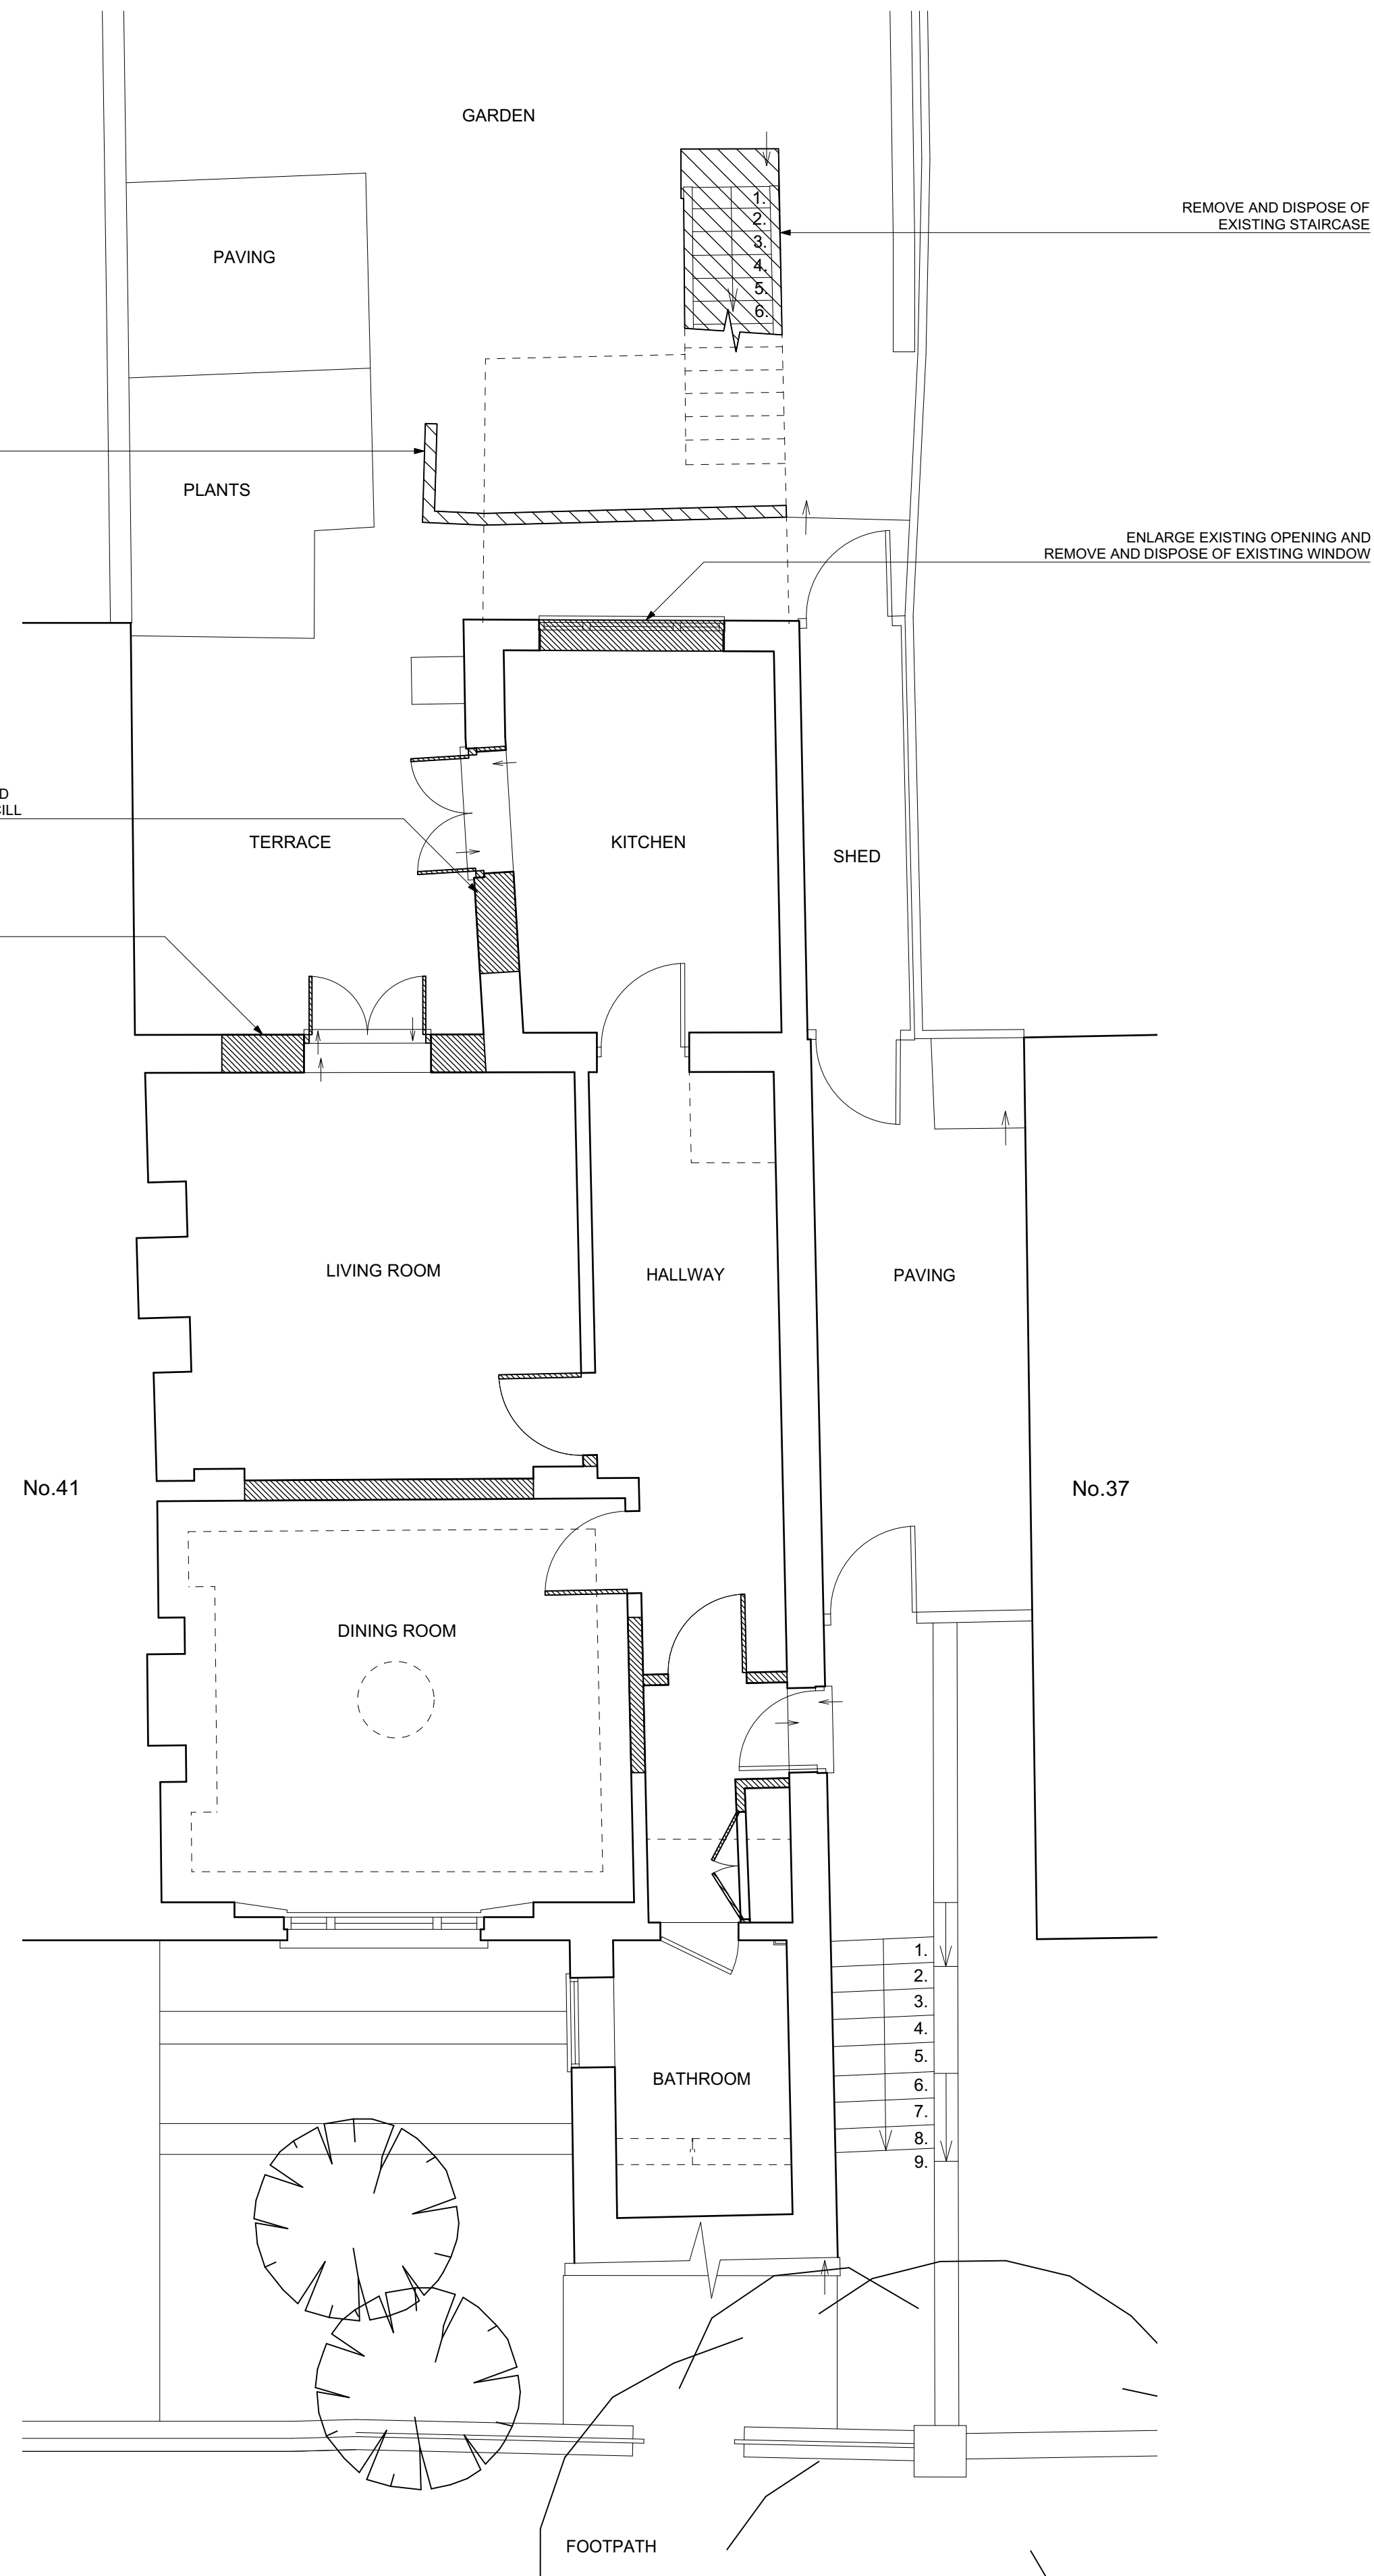 GARDEN
1.
2.
3.
4.
5.
6.
REMOVE AND DISPOSE OF
EXISTING STAIRCASE
PAVING
PLANTS
ENLARGE EXISTING OPENING AND
REMOVE AND DISPOSE OF EXISTING WINDOW
TERRACE
KITCHEN
SHED
LIVING ROOM
HALLWAY
PAVING
No.41
No.37
DINING ROOM
1.
2.
3.
4.
5.
6.
7.
8.
9.
BATHROOM
FOOTPATH